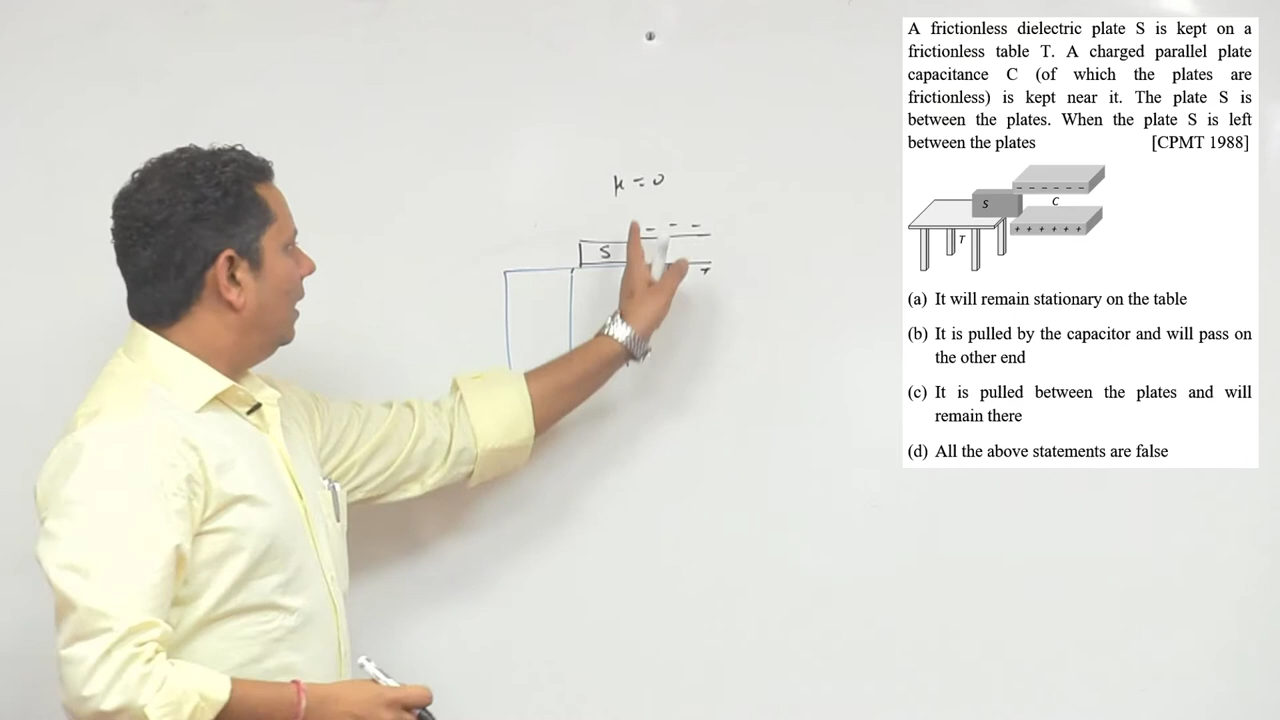 μ = 0
- - -
S
+
A frictionless dielectric plate S is kept on a
frictionless table T. A charged parallel plate
capacitance C (of which the plates are
frictionless) is kept near it. The plate S is
between the plates. When the plate S is left
between the plates [CPMT 1988]
- - - - - -
S
C
+ + + + + +
T
(a) It will remain stationary on the table
(b) It is pulled by the capacitor and will pass on
the other end
(c) It is pulled between the plates and will
remain there
(d) All the above statements are false